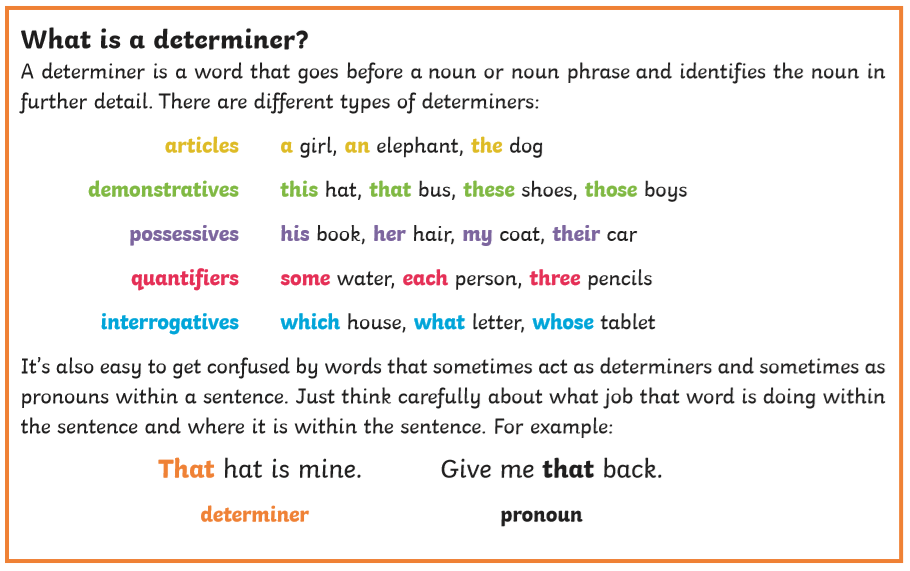 What is a determiner?
A determiner is a word that goes before a noun or noun phrase and identifies the noun in
further detail. There are different types of determiners:
articles a girl, an elephant, the dog
demonstratives this hat, that bus, these shoes, those boys
possessives his book, her hair, my coat, their car
quantifiers some water, each person, three pencils
interrogatives which house, what letter, whose tablet
It's also easy to get confused by words that sometimes act as determiners and sometimes as
pronouns within a sentence. Just think carefully about what job that word is doing within
the sentence and where it is within the sentence. For example:
That hat is mine. Give me that back.
determiner pronoun